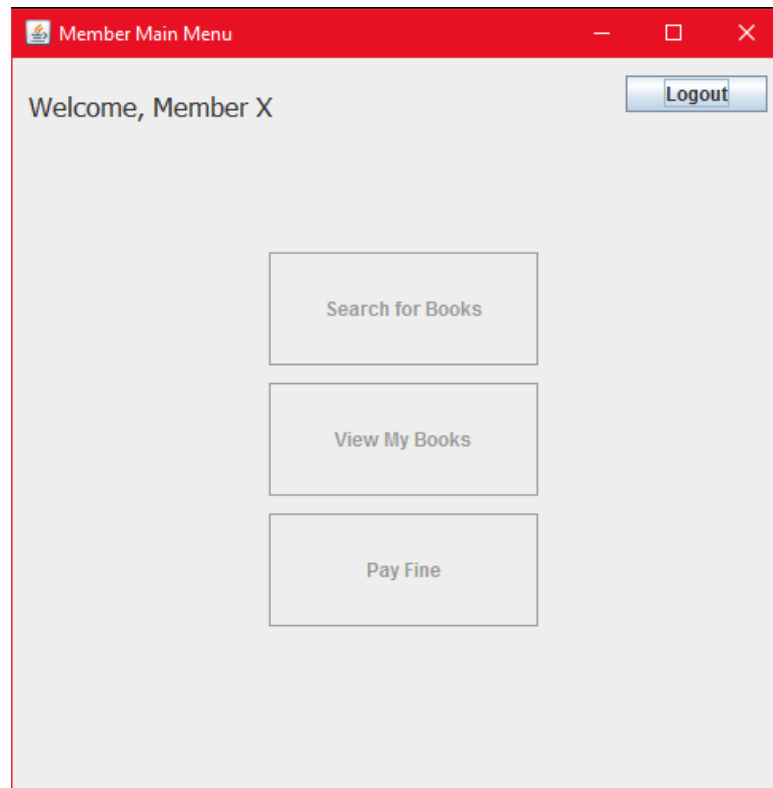 Member Main Menu
Welcome, Member X
Logout
Search for Books
View My Books
Pay Fine